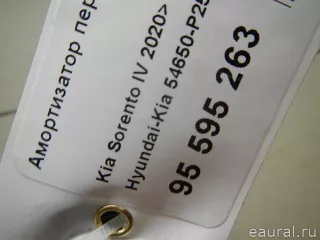 Амортизатор пер
Kia Sorento IV 2020>
Hyundai-Kia 54650-P25
95 595 263
eaural.ru